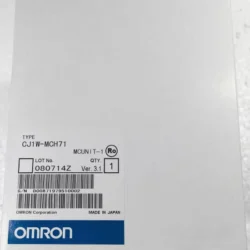 TYPE
CJ1W-MCH71
MCUNIT-1 Ro
LOT No. QTY.
080714Z Ver. 3.1 1
OMRON Corporation MADE IN JAPAN
OMRON